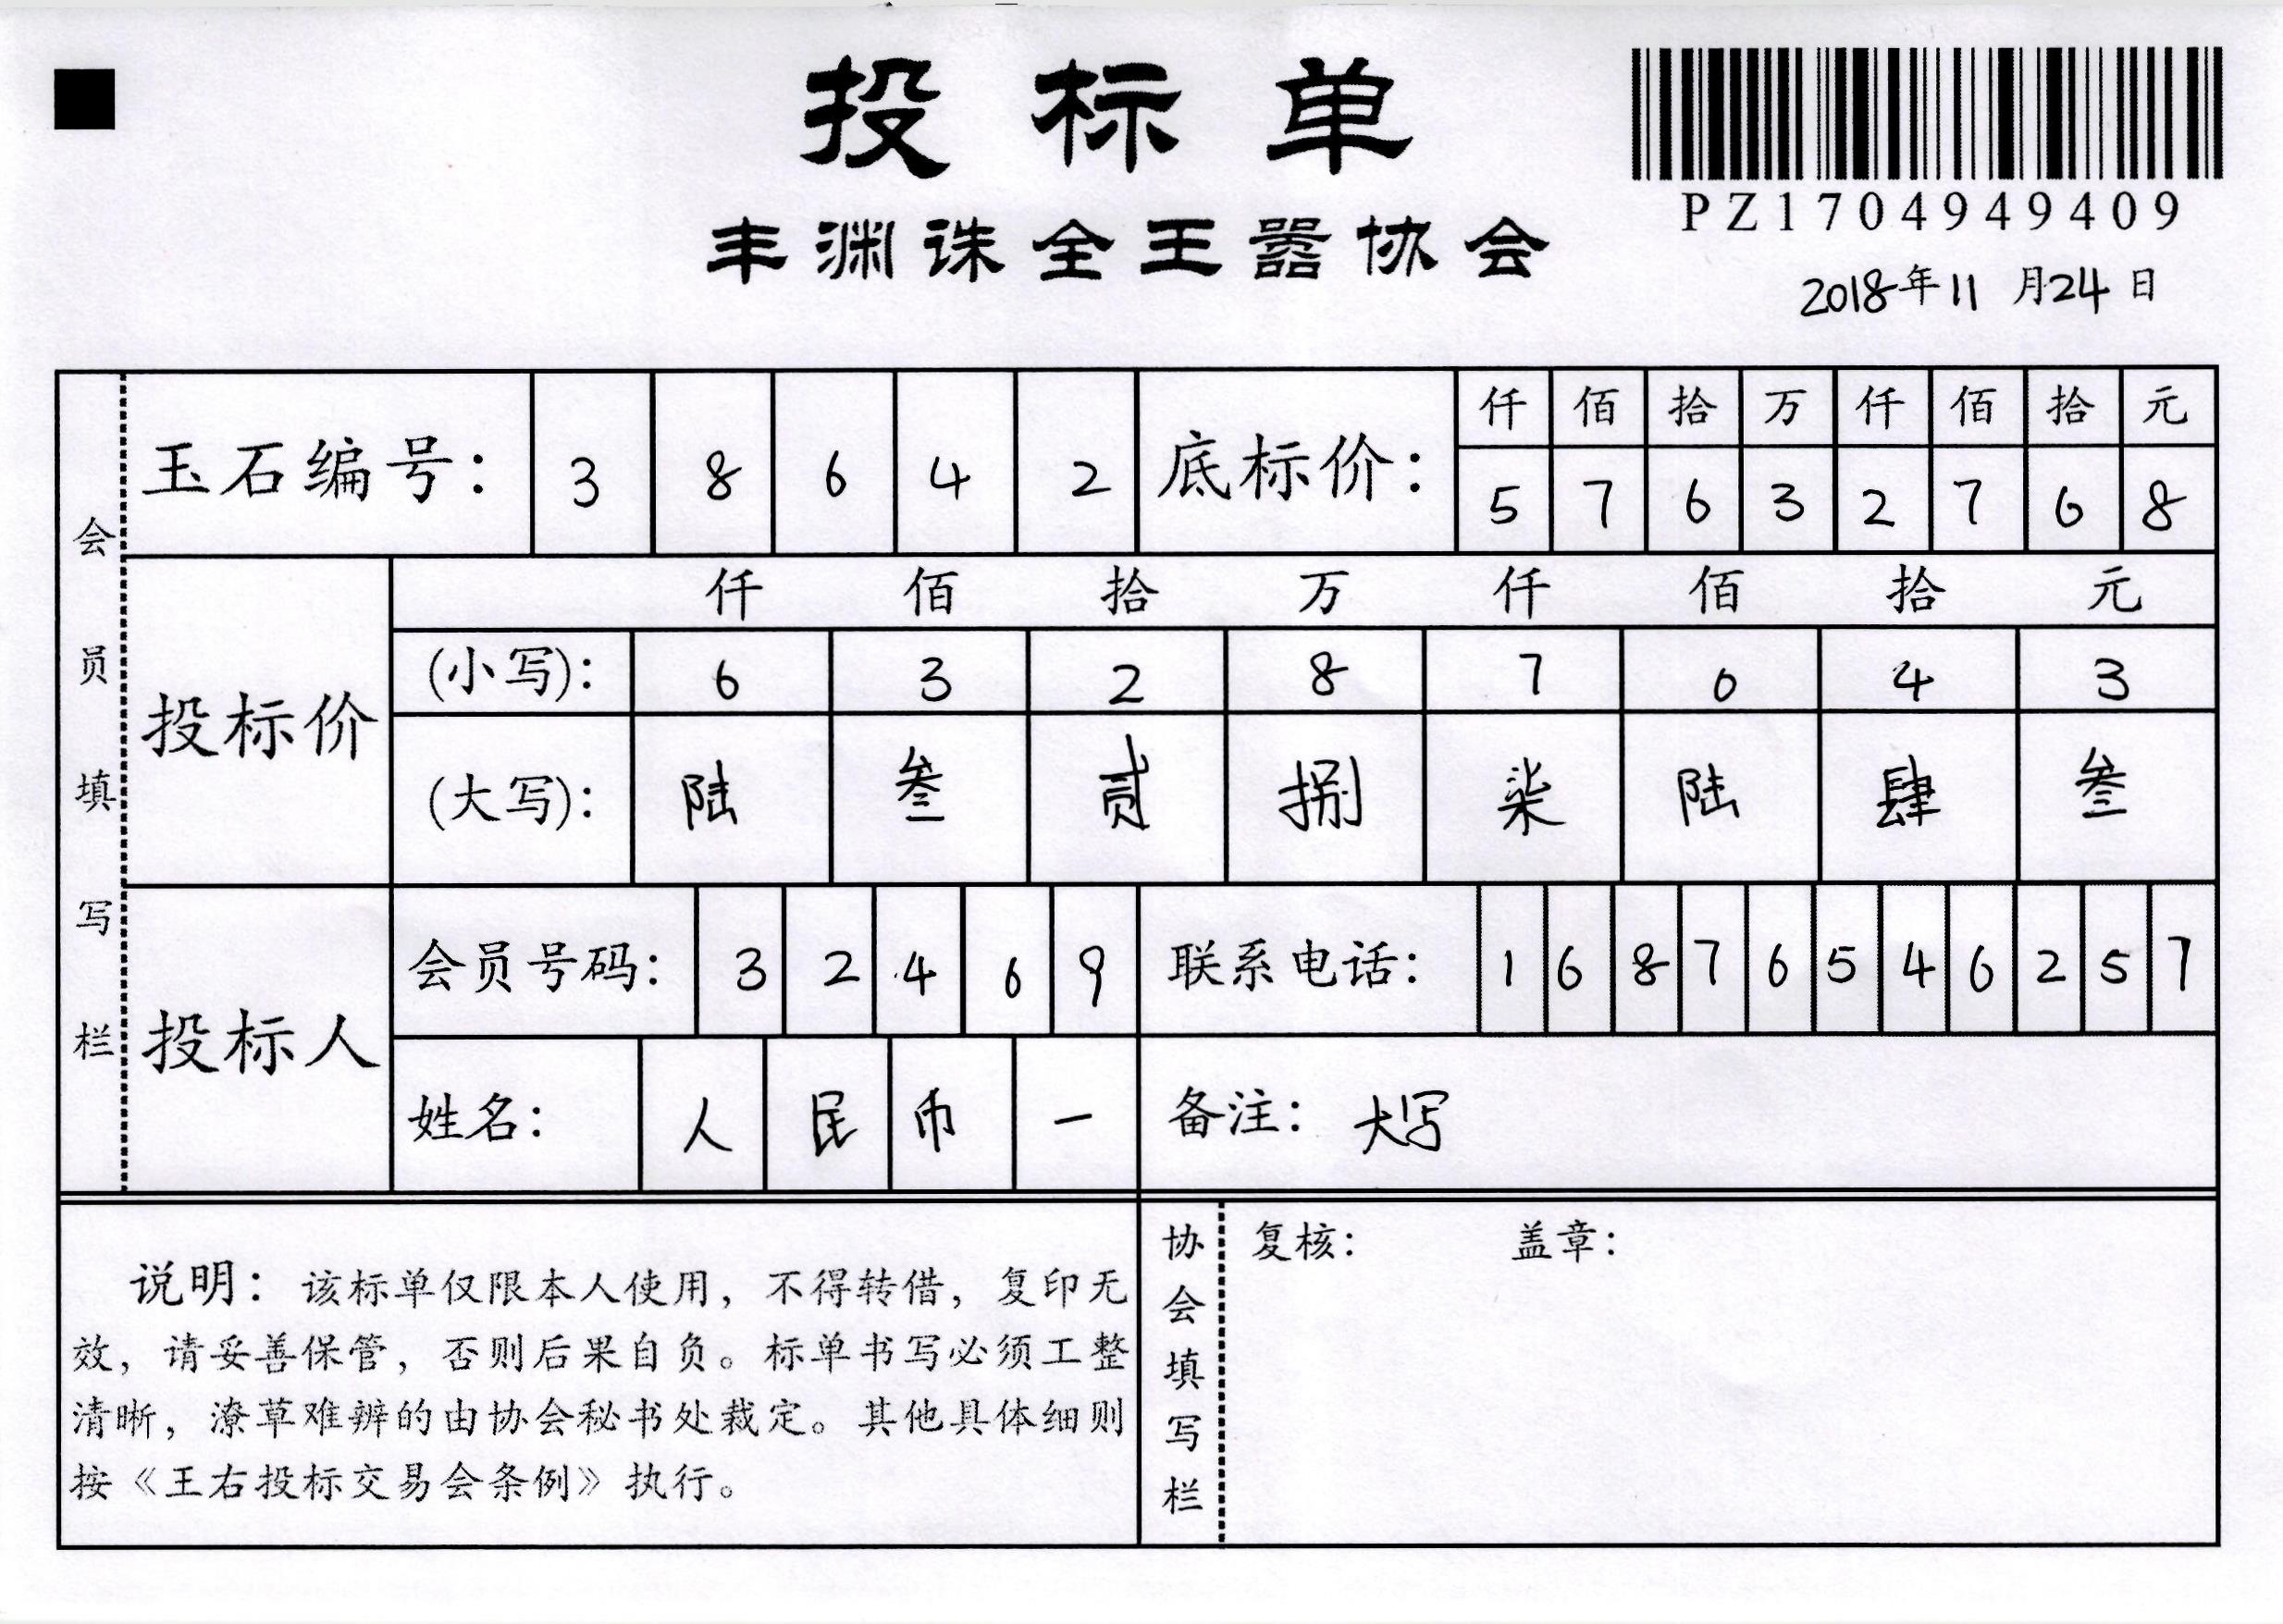 投标单
PZ1704949409
丰渊诛全王嚣协会
2018年11月24日
会员填写栏
玉石编号： 3 8 6 4 2 底标价： 仟 佰 拾 万 仟 佰 拾 元
5 7 6 3 2 7 6 8
投标价
仟 佰 拾 万 仟 佰 拾 元
(小写)： 6 3 2 8 7 0 4 3
(大写)： 陆 叁 贰 捌 柒 陆 肆 叁
投标人
会员号码： 3 2 4 6 9 联系电话： 1 6 8 7 6 5 4 6 2 5 7
姓名： 人 民 币 一 备注： 大写
说明：该标单仅限本人使用，不得转借，复印无
效，请妥善保管，否则后果自负。标单书写必须工整
清晰，潦草难辨的由协会秘书处裁定。其他具体细则
按《王右投标交易会条例》执行。
协会填写栏
复核： 盖章：